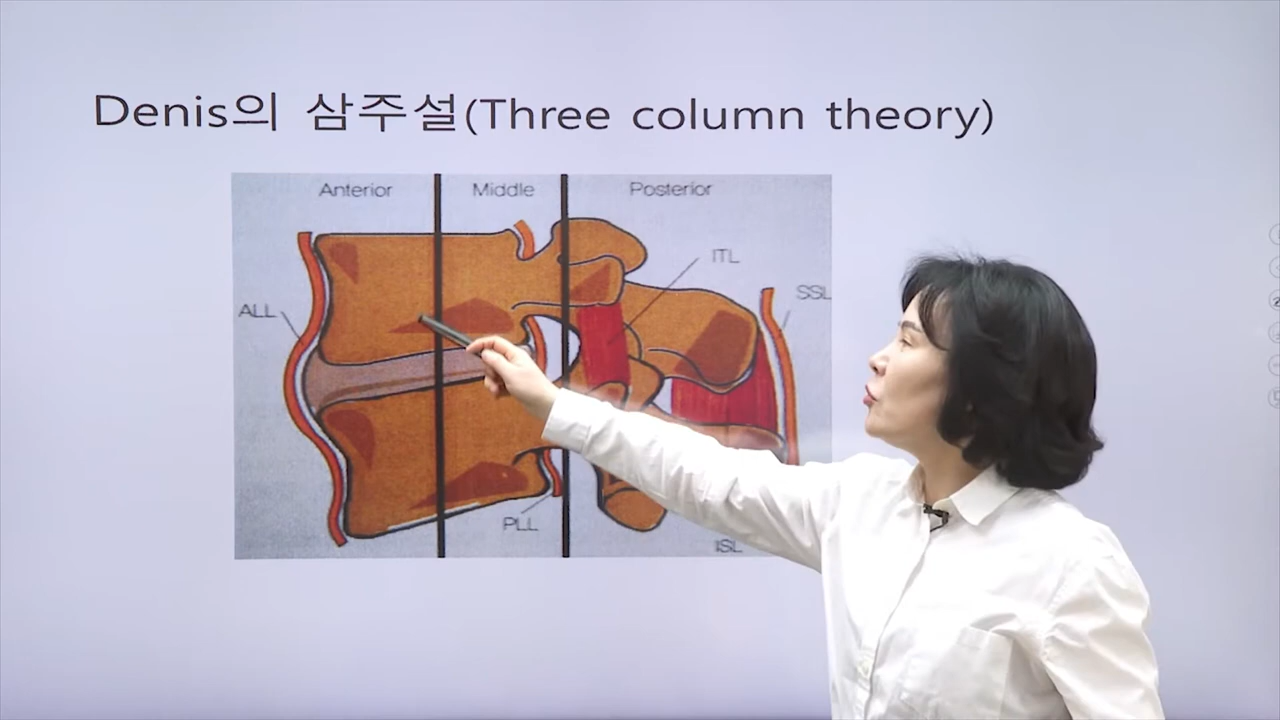 Denis의 삼주설(Three column theory)
Anterior Middle Posterior
ITL
SSL
ALL
PLL
ISL